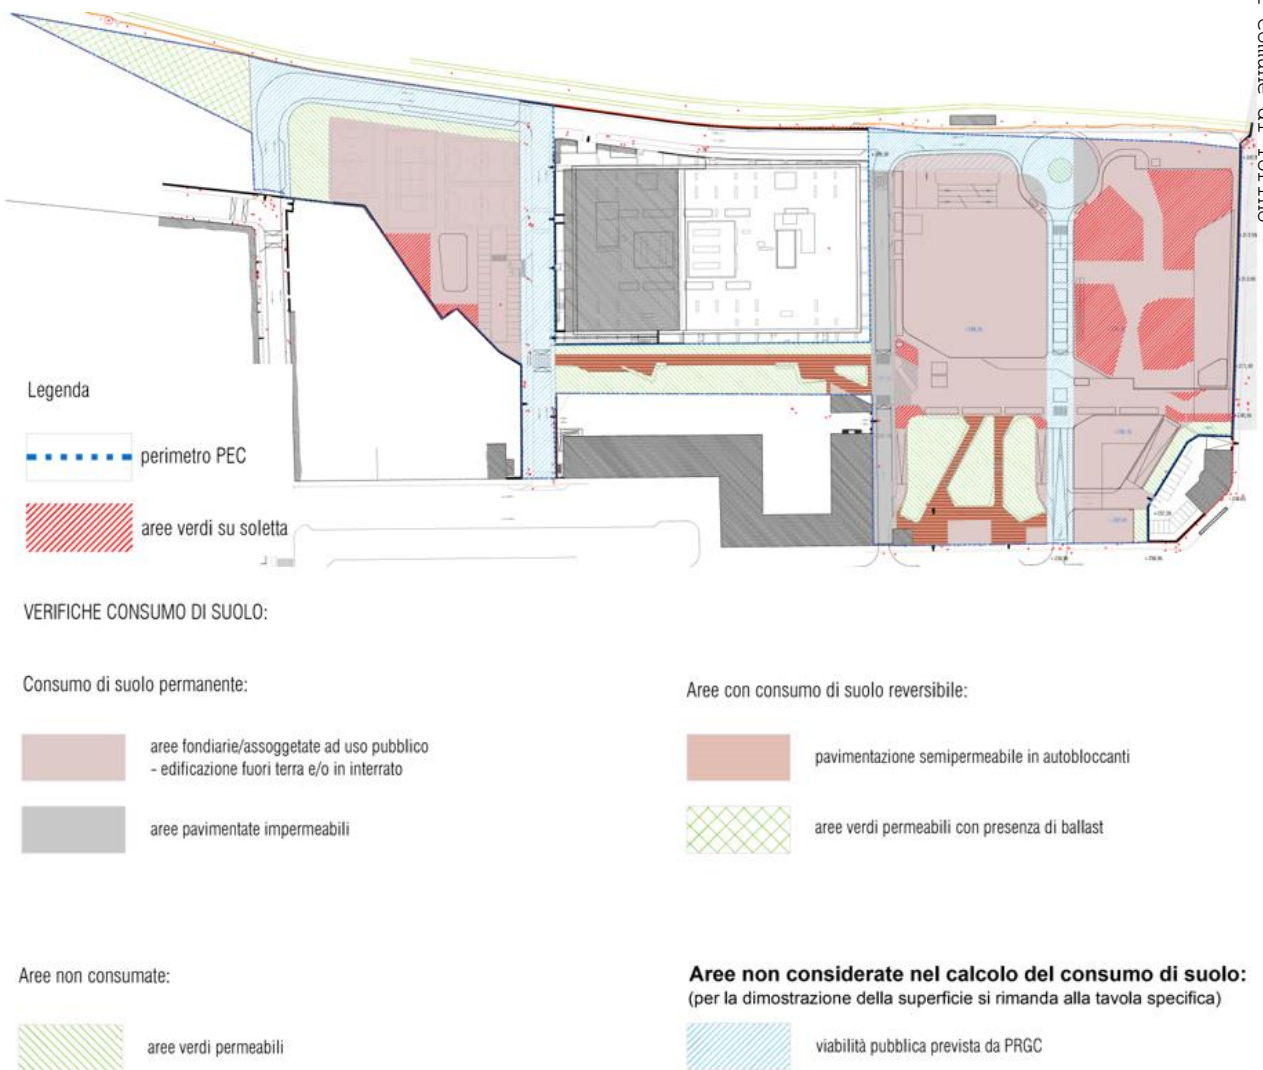 Legenda
perimetro PEC
aree verdi su soletta
VERIFICHE CONSUMO DI SUOLO:
Consumo di suolo permanente:
aree fondiarie/assoggetate ad uso pubblico
- edificazione fuori terra e/o in interrato
aree pavimentate impermeabili
Aree con consumo di suolo reversibile:
pavimentazione semipermeabile in autobloccanti
aree verdi permeabili con presenza di ballast
Aree non consumate:
aree verdi permeabili
Aree non considerate nel calcolo del consumo di suolo:
(per la dimostrazione della superficie si rimanda alla tavola specifica)
viabilità pubblica prevista da PRGC